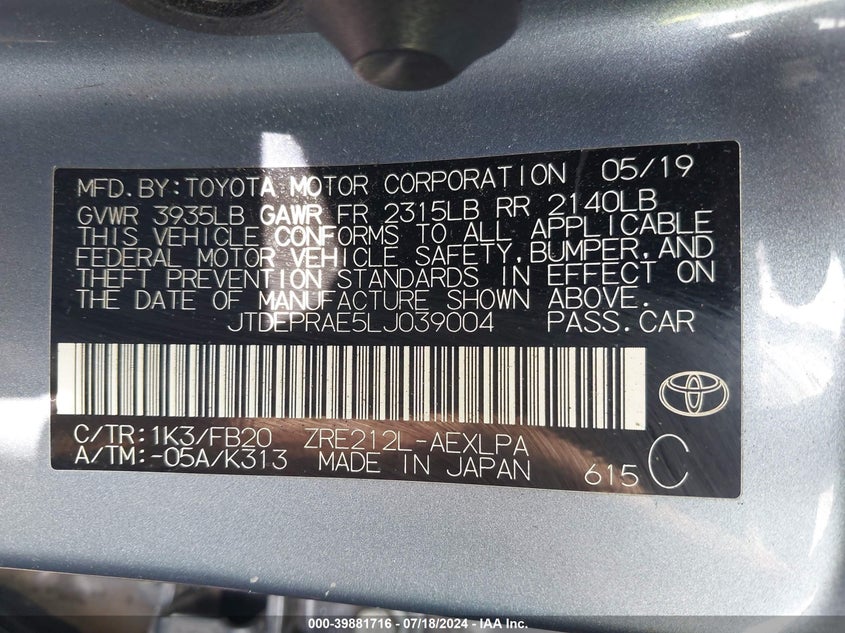 MFD.BY:TOYOTA MOTOR CORPORATION 05/19
GVWR 3935LB GAWR FR 2315LB RR 2140LB
THIS VEHICLE CONFORMS TO ALL APPLICABLE
FEDERAL MOTOR VEHICLE SAFETY,BUMPER,AND
THEFT PREVENTION STANDARDS IN EFFECT ON
THE DATE OF MANUFACTURE SHOWN ABOVE.
JTDEPRAE5LJ039004 PASS.CAR
C/TR:1K3/FB20 ZRE212L-AEXLPA
A/TM:-05A/K313 MADE IN JAPAN 615 C
000-39881716 / 07/18/2024 - IAA Inc.